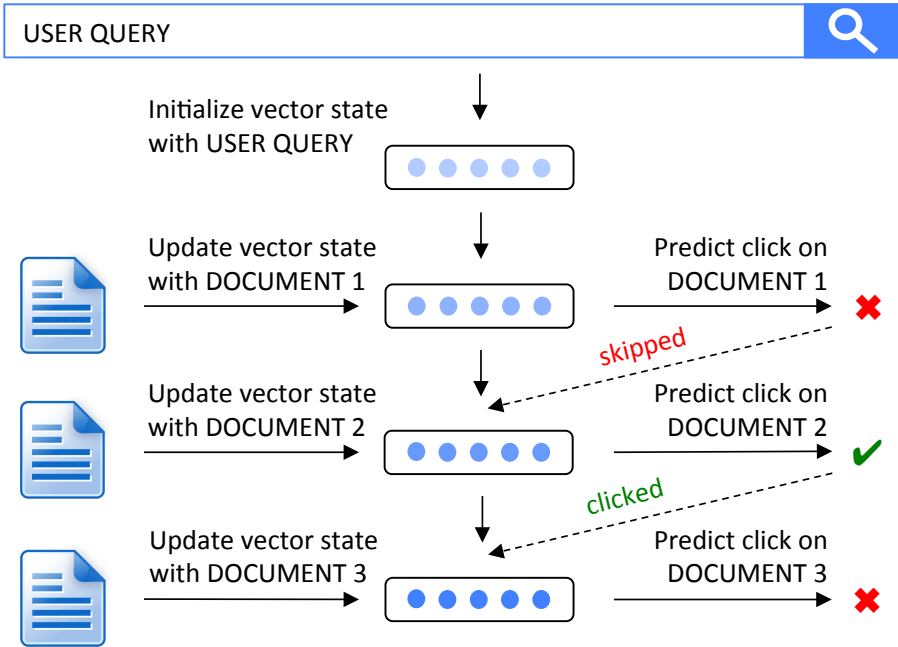 USER QUERY
Initialize vector state
with USER QUERY
Update vector state
with DOCUMENT 1
Predict click on
DOCUMENT 1
skipped
Update vector state
with DOCUMENT 2
Predict click on
DOCUMENT 2
clicked
Update vector state
with DOCUMENT 3
Predict click on
DOCUMENT 3